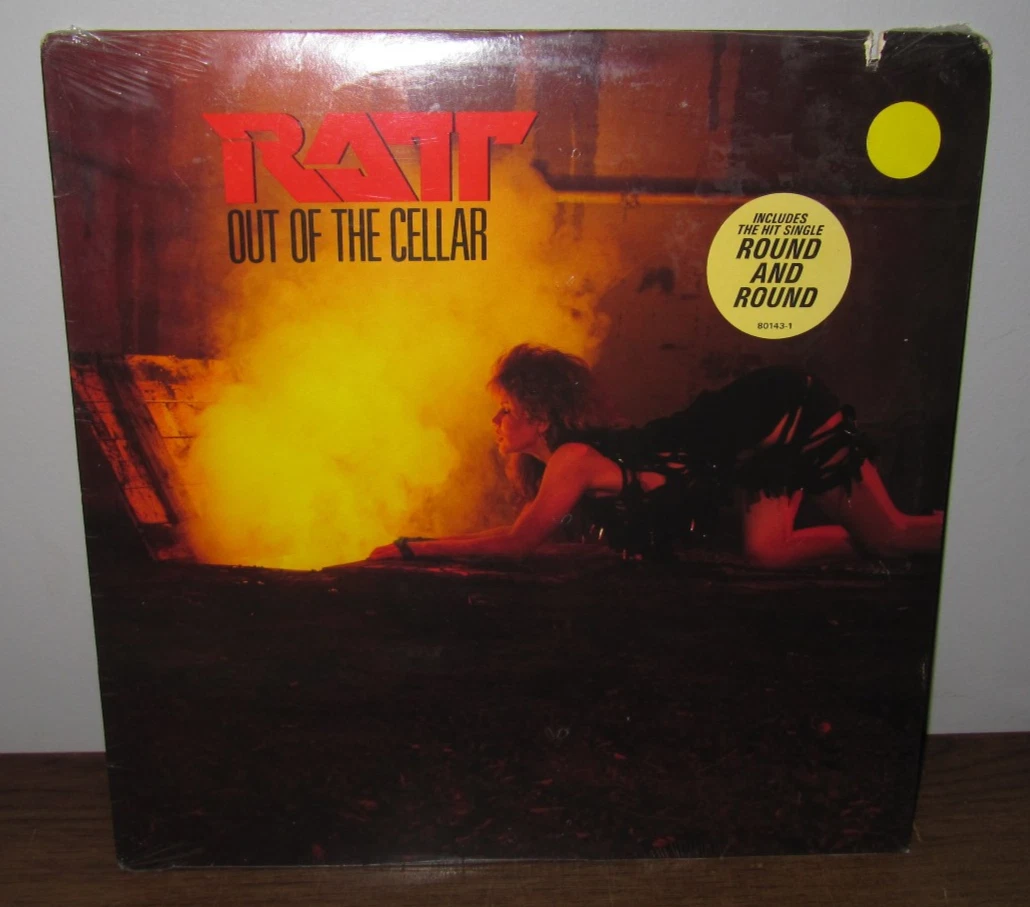 RATT
OUT OF THE CELLAR
INCLUDES
THE HIT SINGLE
ROUND
AND
ROUND
80143-1